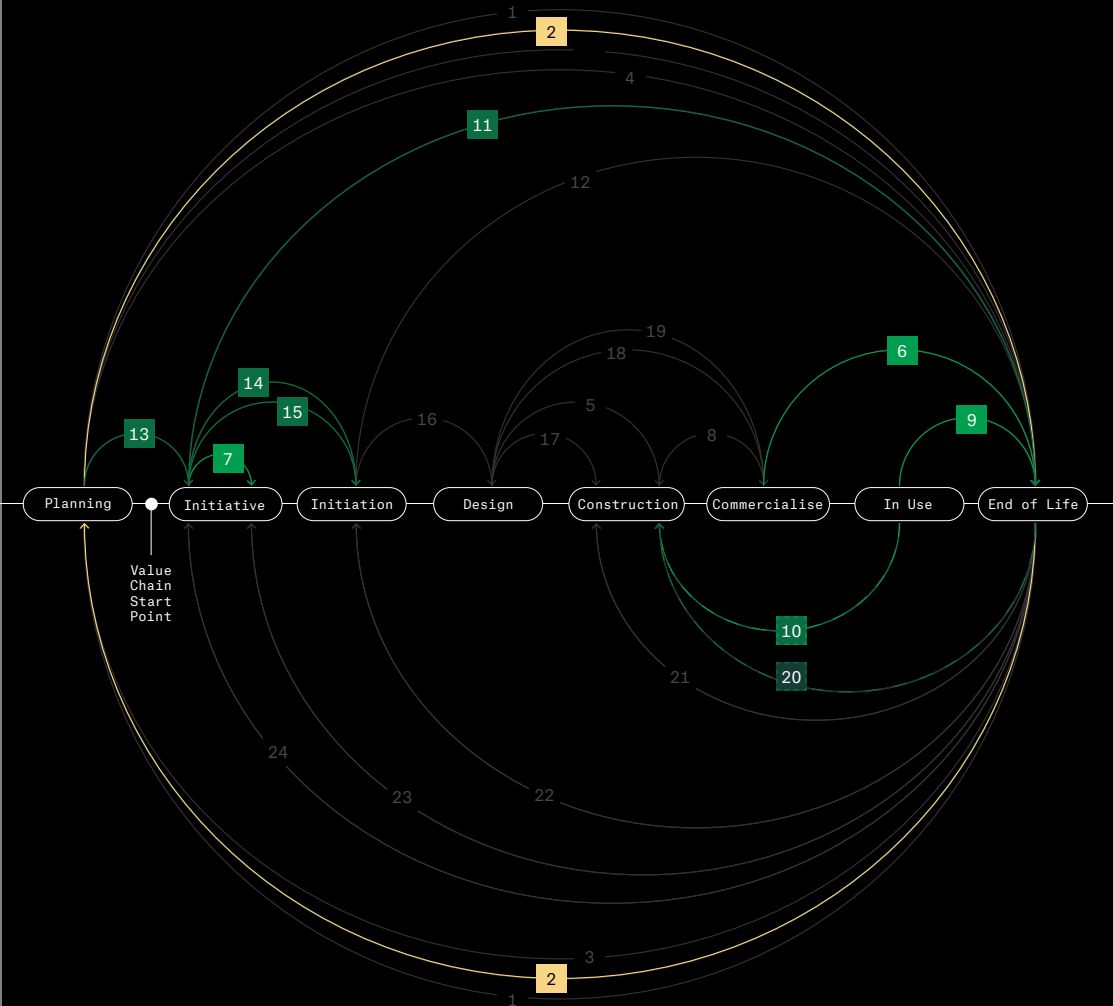 1
2
4
11
12
19
6
18
14
5
15
16
9
13
8
17
7
Planning
Initiative
Initiation
Design
Construction
Commercialise
In Use
End of Life
Value
Chain
Start
Point
10
20
21
24
22
23
3
2
1